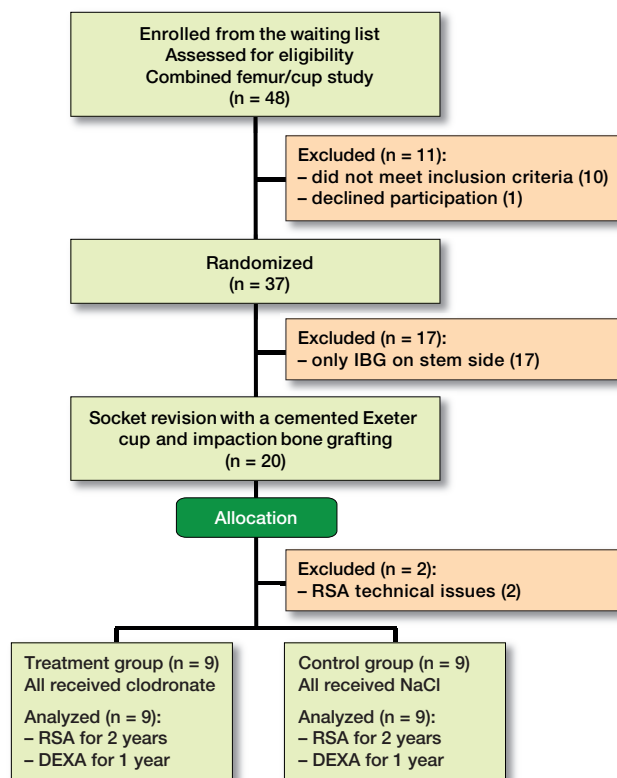 Enrolled from the waiting list
Assessed for eligibility
Combined femur/cup study
(n = 48)
Excluded (n = 11):
– did not meet inclusion criteria (10)
– declined participation (1)
Randomized
(n = 37)
Excluded (n = 17):
– only IBG on stem side (17)
Socket revision with a cemented Exeter
cup and impaction bone grafting
(n = 20)
Allocation
Excluded (n = 2):
– RSA technical issues (2)
Treatment group (n = 9)
All received clodronate
Analyzed (n = 9):
– RSA for 2 years
– DEXA for 1 year
Control group (n = 9)
All received NaCl
Analyzed (n = 9):
– RSA for 2 years
– DEXA for 1 year